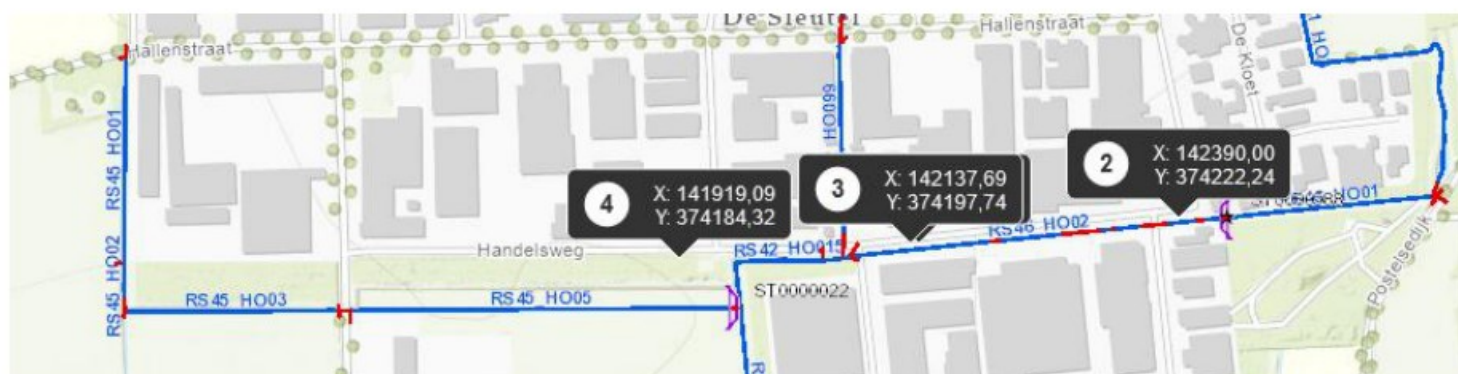 De Sleutel
Hallenstraat
Hallenstraat
De Kloet
HO099
RS45_HO01
2
X: 142390,00
Y: 374222,24
3
X: 142137,69
Y: 374197,74
4
X: 141919,09
Y: 374184,32
HO01
RS46_HO02
Handelsweg
RS42_HO015
RS45_HO02
RS45_HO03
RS45_HO05
ST0000022
Postelsedijk